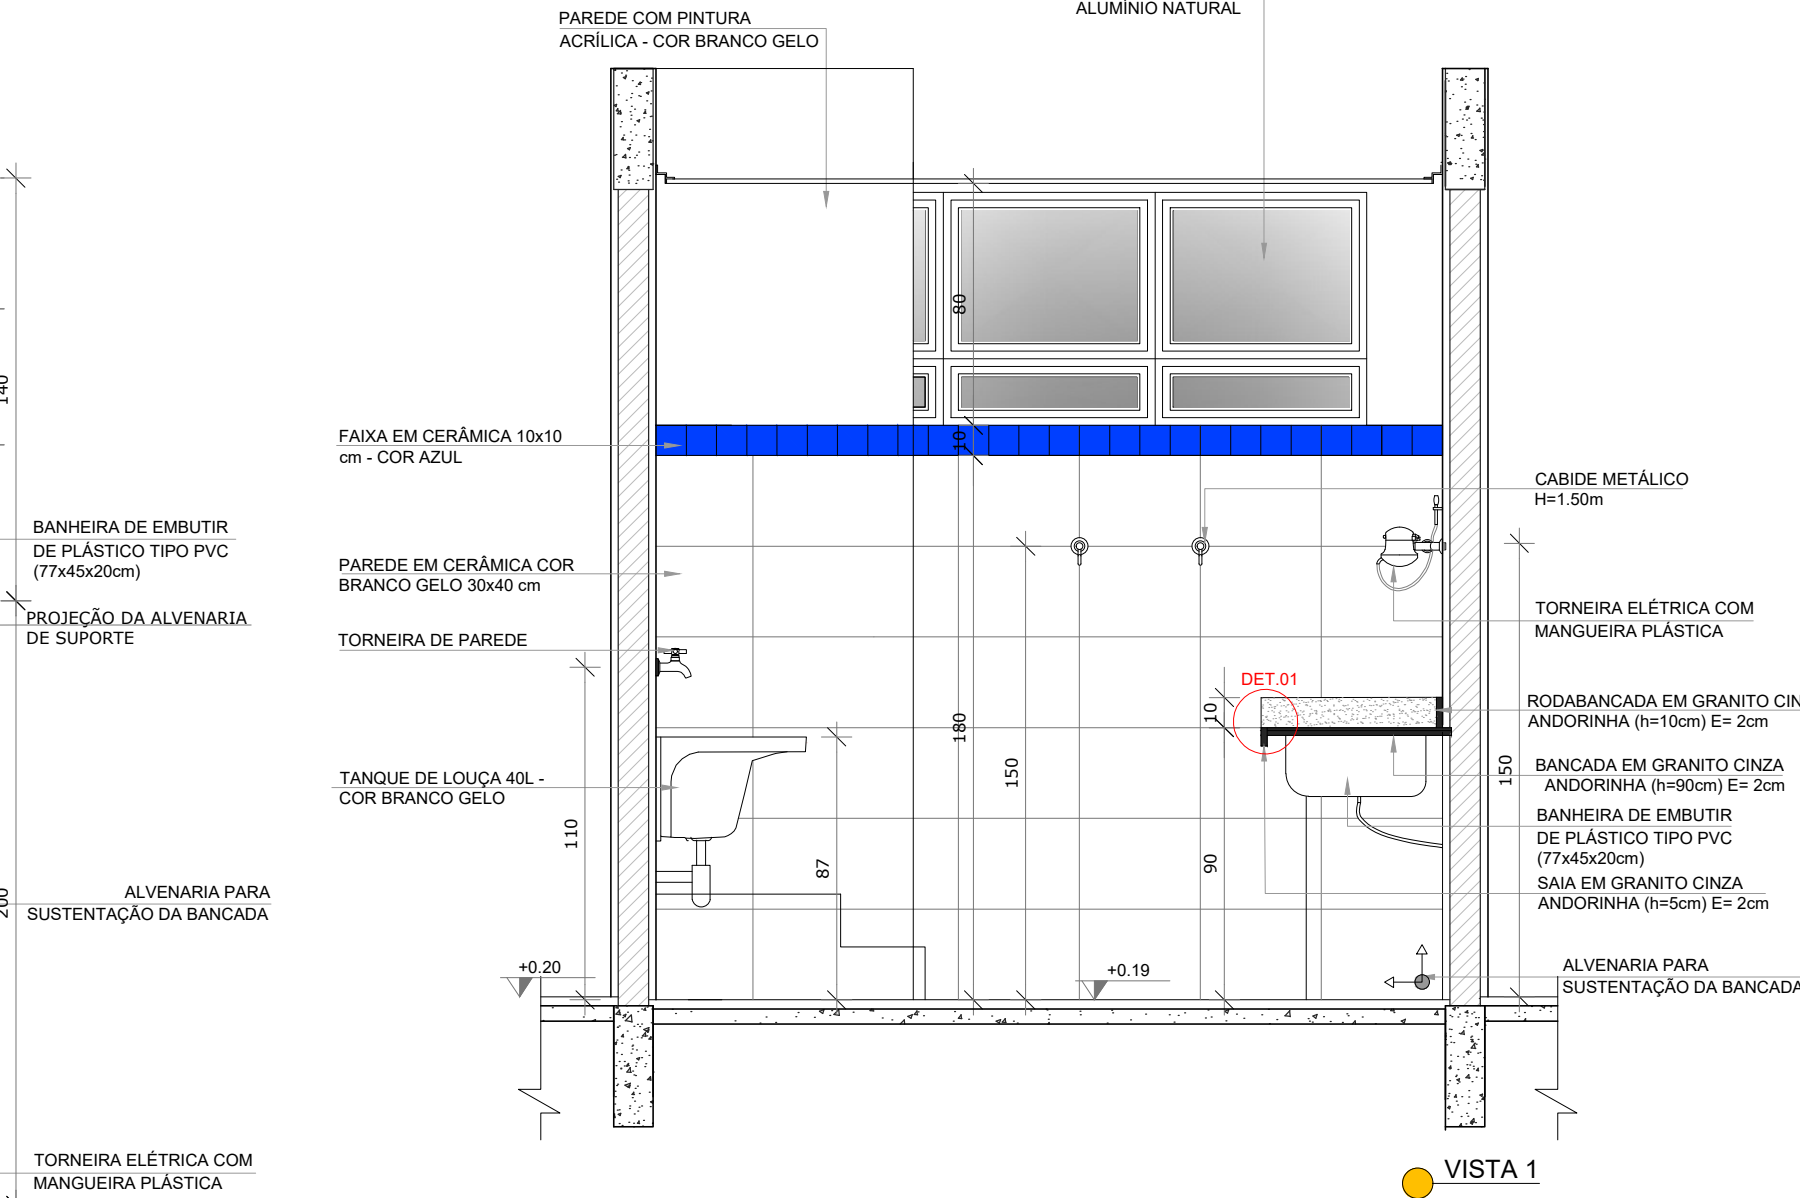 PAREDE COM PINTURA
ACRÍLICA - COR BRANCO GELO
ALUMÍNIO NATURAL
140
200
BANHEIRA DE EMBUTIR
DE PLÁSTICO TIPO PVC
(77x45x20cm)
PROJEÇÃO DA ALVENARIA
DE SUPORTE
ALVENARIA PARA
SUSTENTAÇÃO DA BANCADA
TORNEIRA ELÉTRICA COM
MANGUEIRA PLÁSTICA
FAIXA EM CERÂMICA 10x10
cm - COR AZUL
PAREDE EM CERÂMICA COR
BRANCO GELO 30x40 cm
TORNEIRA DE PAREDE
TANQUE DE LOUÇA 40L -
COR BRANCO GELO
110
87
80
10
180
150
10
90
150
DET.01
+0.20
+0.19
CABIDE METÁLICO
H=1.50m
TORNEIRA ELÉTRICA COM
MANGUEIRA PLÁSTICA
RODABANCADA EM GRANITO CIN
ANDORINHA (h=10cm) E= 2cm
BANCADA EM GRANITO CINZA
ANDORINHA (h=90cm) E= 2cm
BANHEIRA DE EMBUTIR
DE PLÁSTICO TIPO PVC
(77x45x20cm)
SAIA EM GRANITO CINZA
ANDORINHA (h=5cm) E= 2cm
ALVENARIA PARA
SUSTENTAÇÃO DA BANCADA
VISTA 1